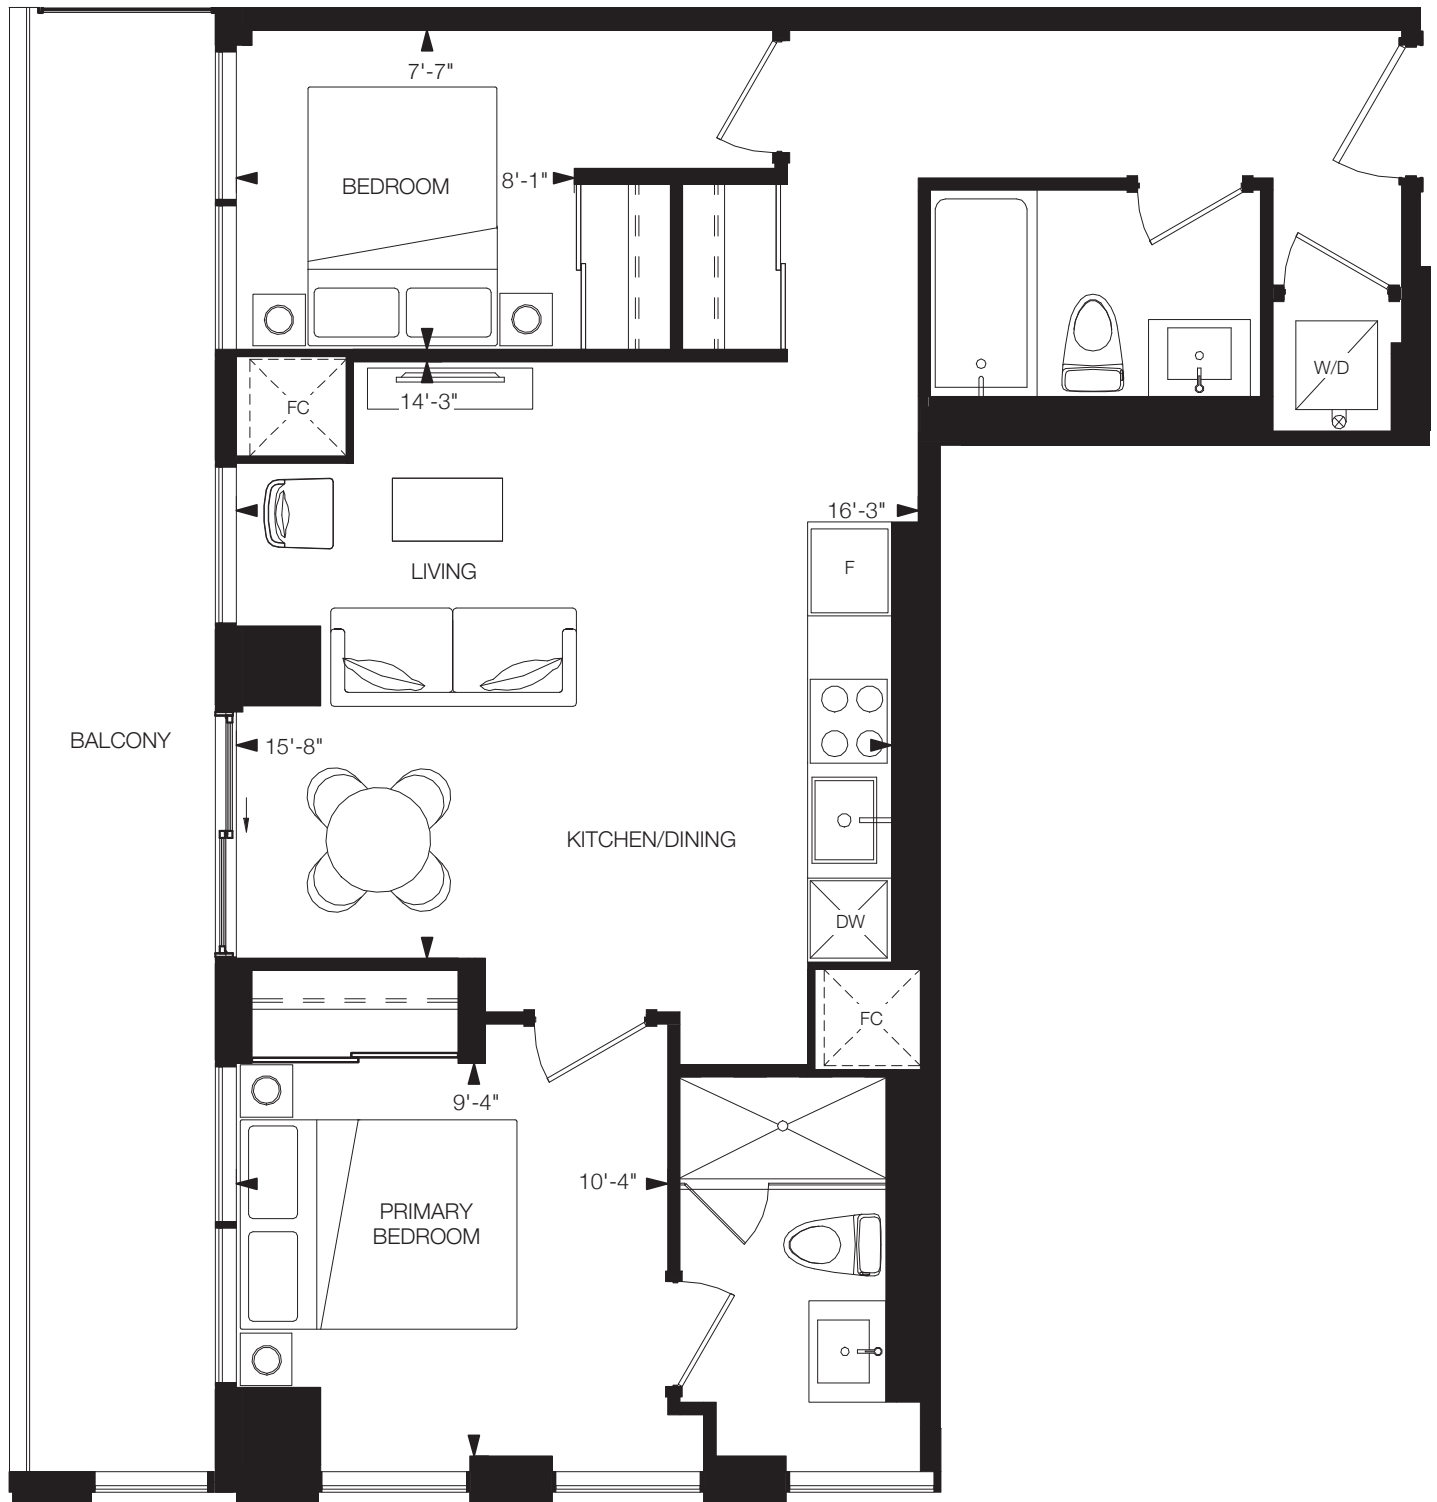 7'-7"
BEDROOM
8'-1"
FC
14'-3"
W/D
16'-3"
F
LIVING
BALCONY
15'-8"
KITCHEN/DINING
DW
FC
9'-4"
10'-4"
PRIMARY
BEDROOM